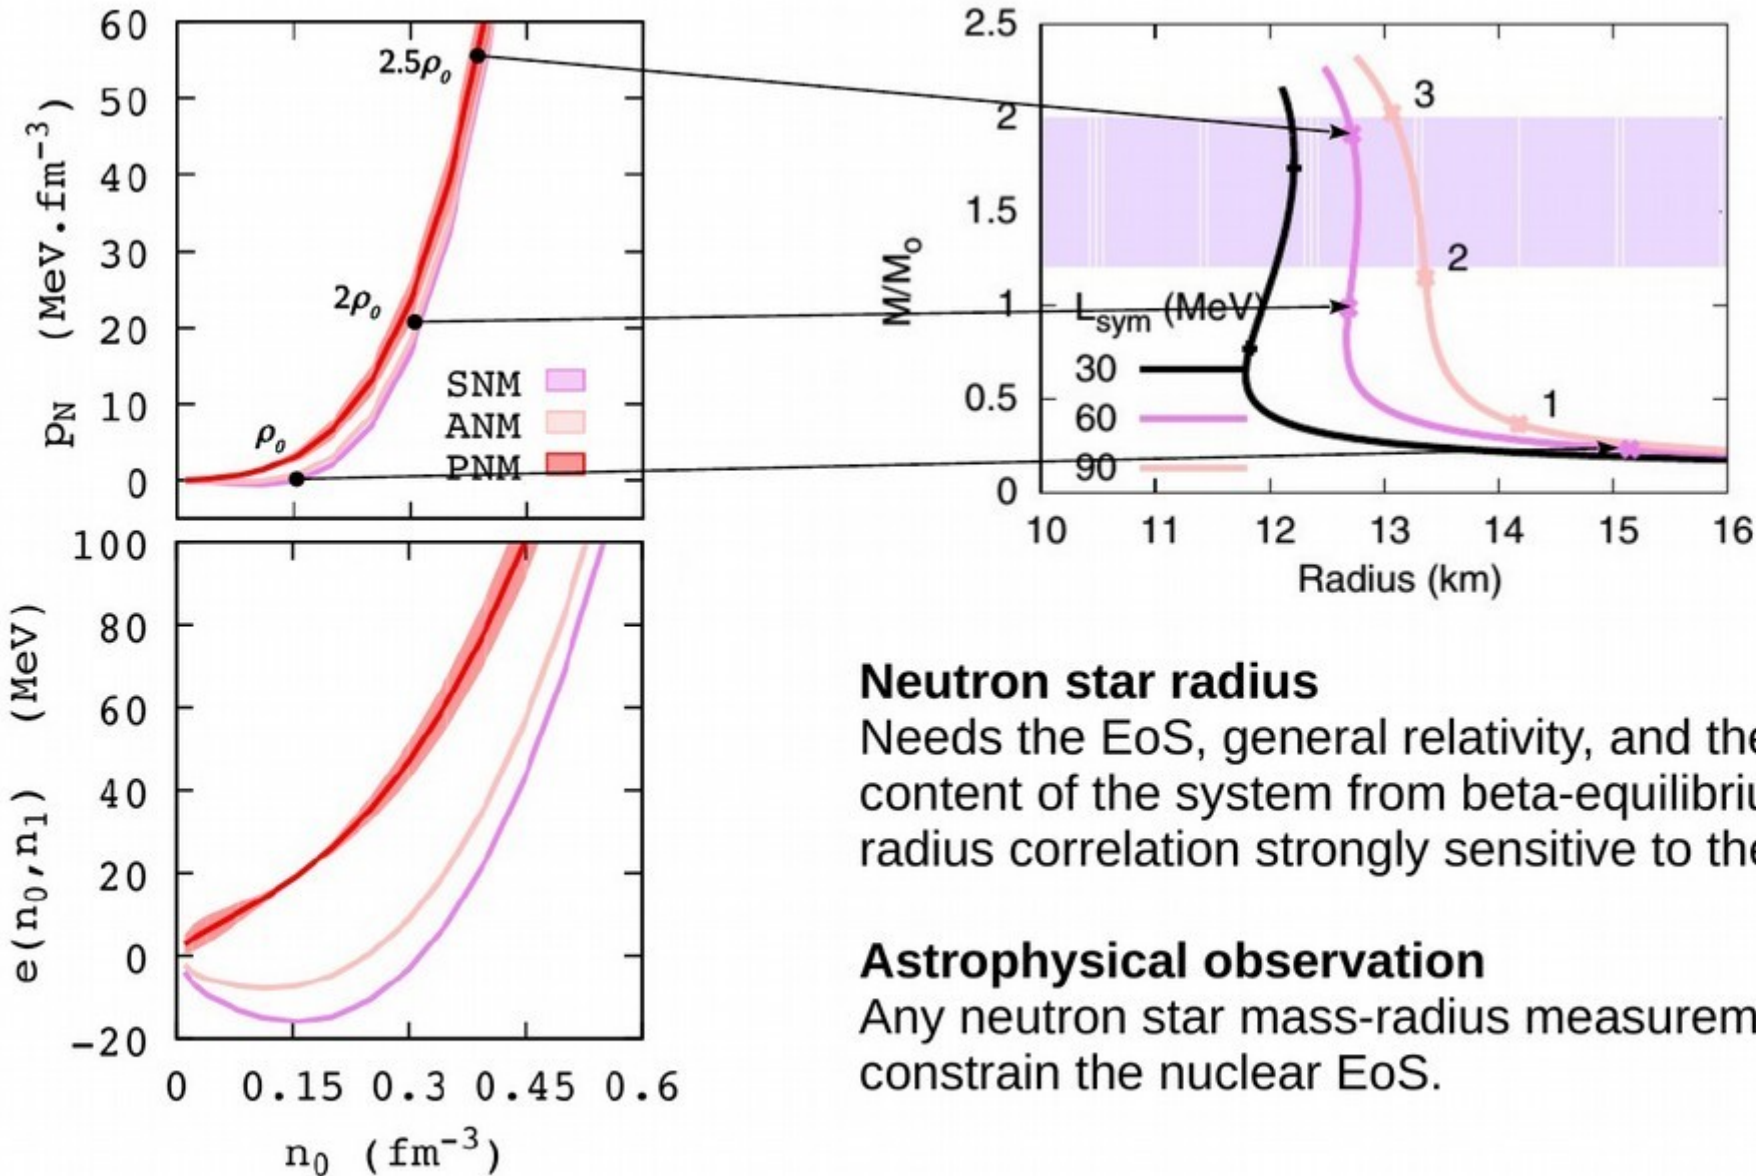 60
50
40
30
20
10
0
p_N (MeV.fm⁻³)
2.5ρ₀
2ρ₀
ρ₀
SNM
ANM
PNM
100
80
60
40
20
0
-20
e(n₀,n₁) (MeV)
0 0.15 0.3 0.45 0.6
n₀ (fm⁻³)
2.5
2
1.5
1
0.5
0
M/M₀
3
2
1
L_sym (MeV)
30
60
90
10 11 12 13 14 15 16
Radius (km)
Neutron star radius
Needs the EoS, general relativity, and the
content of the system from beta-equilibriu
radius correlation strongly sensitive to the
Astrophysical observation
Any neutron star mass-radius measurem
constrain the nuclear EoS.